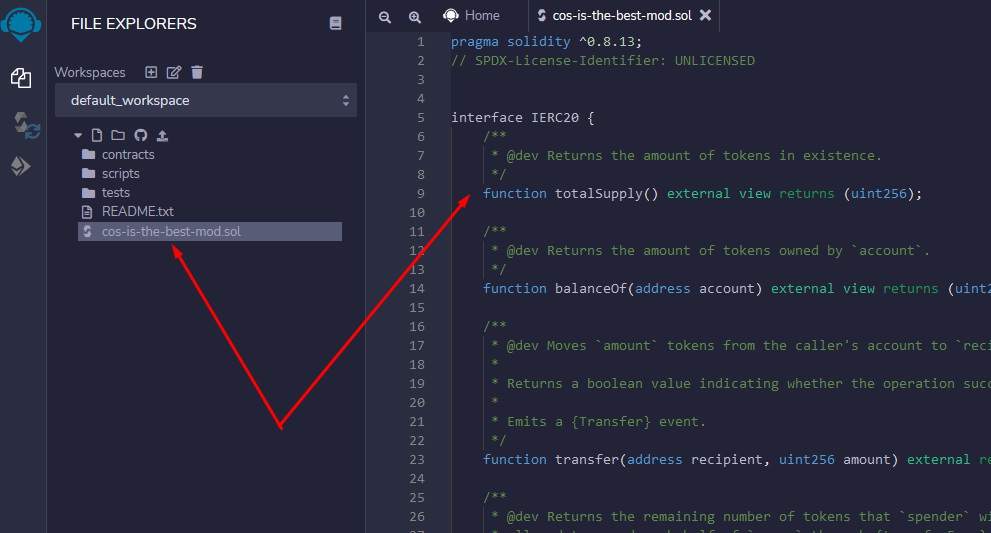 FILE EXPLORERS
Workspaces
default_workspace
contracts
scripts
tests
README.txt
cos-is-the-best-mod.sol
Home
cos-is-the-best-mod.sol
1 pragma solidity ^0.8.13;
2 // SPDX-License-Identifier: UNLICENSED
3
4
5 interface IERC20 {
6 /**
7 * @dev Returns the amount of tokens in existence.
8 */
9 function totalSupply() external view returns (uint256);
10
11 /**
12 * @dev Returns the amount of tokens owned by `account`.
13 */
14 function balanceOf(address account) external view returns (uint2
15
16 /**
17 * @dev Moves `amount` tokens from the caller's account to `reci
18 *
19 * Returns a boolean value indicating whether the operation succ
20 *
21 * Emits a {Transfer} event.
22 */
23 function transfer(address recipient, uint256 amount) external re
24
25 /**
26 * @dev Returns the remaining number of tokens that `spender` wi